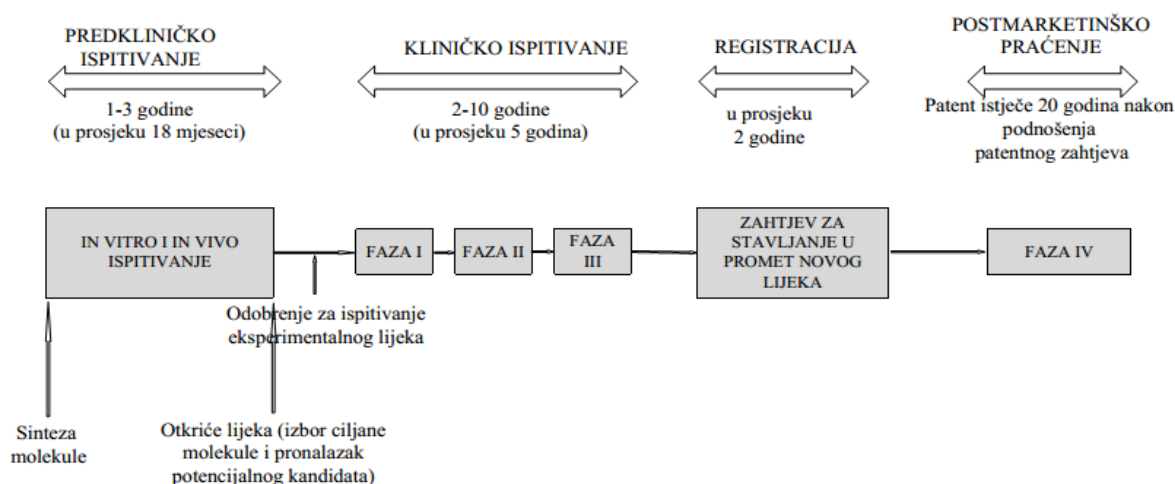 PREDKLINIČKO
ISPITIVANJE
1-3 godine
(u prosjeku 18 mjeseci)
KLINIČKO ISPITIVANJE
2-10 godine
(u prosjeku 5 godina)
REGISTRACIJA
u prosjeku
2 godine
POSTMARKETINŠKO
PRAĆENJE
Patent istječe 20 godina nakon
podnošenja
patentnog zahtjeva
IN VITRO I IN VIVO
ISPITIVANJE
FAZA I
FAZA II
FAZA
III
ZAHTJEV ZA
STAVLJANJE U
PROMET NOVOG
LIJEKA
FAZA IV
Odobrenje za ispitivanje
eksperimentalnog lijeka
Sinteza
molekule
Otkriće lijeka (izbor ciljane
molekule i pronalazak
potencijalnog kandidata)